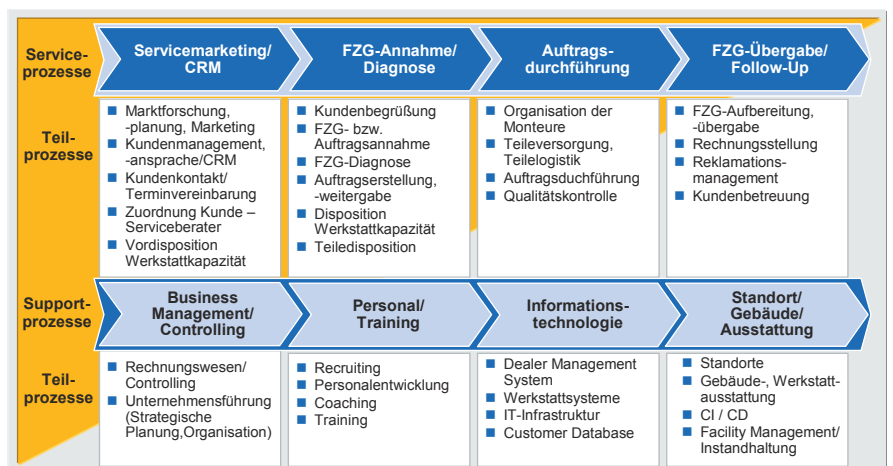 Service-
prozesse
Servicemarketing/
CRM
FZG-Annahme/
Diagnose
Auftrags-
durchführung
FZG-Übergabe/
Follow-Up
Teil-
prozesse
Marktforschung,
-planung, Marketing
Kundenmanagement,
-ansprache/CRM
Kundenkontakt/
Terminvereinbarung
Zuordnung Kunde –
Serviceberater
Vordisposition
Werkstattkapazität
Kundenbegrüßung
FZG- bzw.
Auftragsannahme
FZG-Diagnose
Auftragserstellung,
-weitergabe
Disposition
Werkstattkapazität
Teiledisposition
Organisation der
Monteure
Teileversorgung,
Teilelogistik
Auftragsduchführung
Qualitätskontrolle
FZG-Aufbereitung,
-übergabe
Rechnungsstellung
Reklamations-
management
Kundenbetreuung
Support-
prozesse
Business
Management/
Controlling
Personal/
Training
Informations-
technologie
Standort/
Gebäude/
Ausstattung
Teil-
prozesse
Rechnungswesen/
Controlling
Unternehmensführung
(Strategische
Planung,Organisation)
Recruiting
Personalentwicklung
Coaching
Training
Dealer Management
System
Werkstattsysteme
IT-Infrastruktur
Customer Database
Standorte
Gebäude-, Werkstatt-
ausstattung
CI / CD
Facility Management/
Instandhaltung